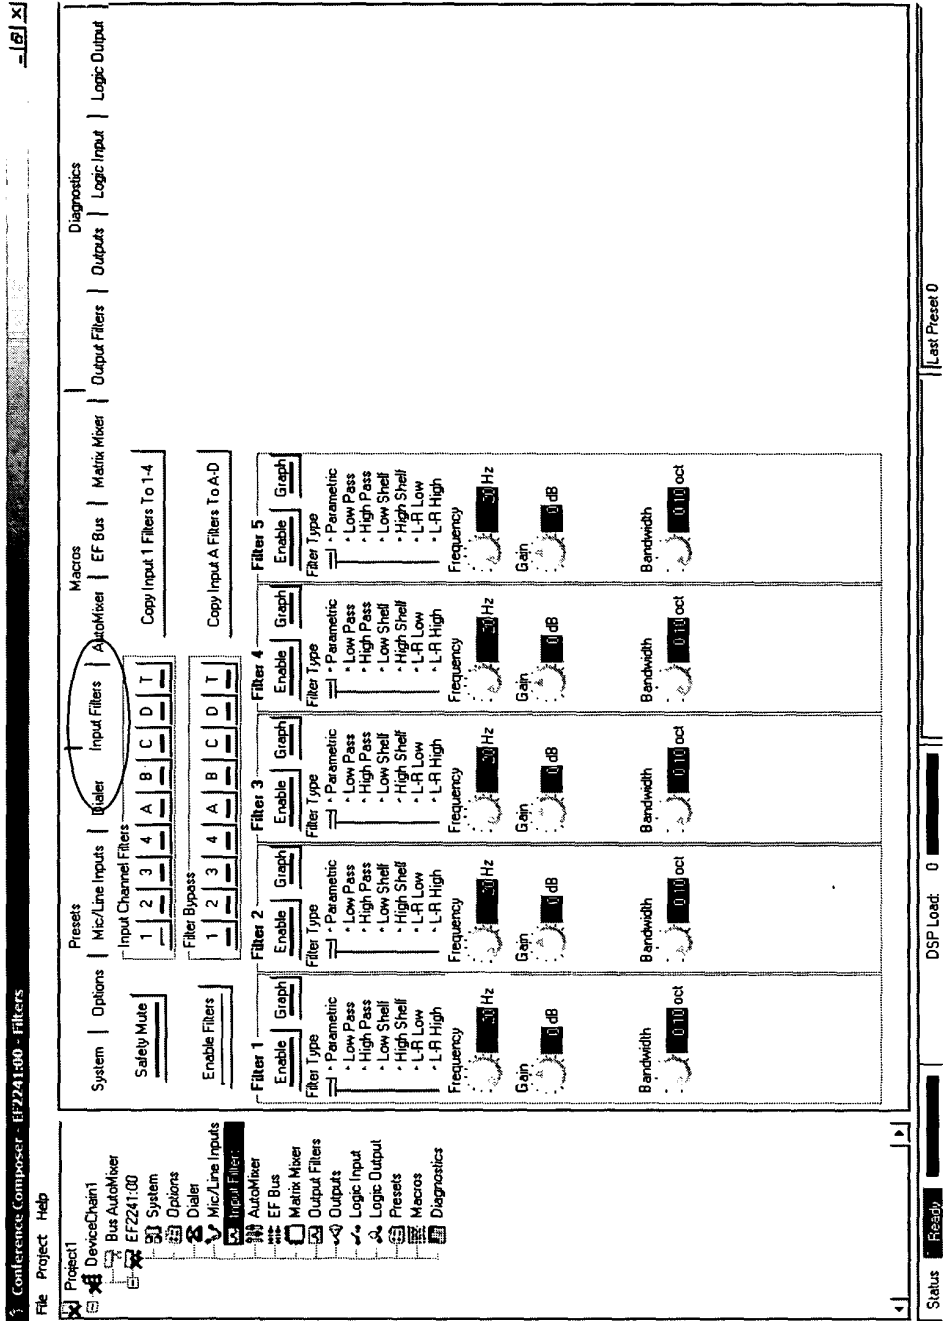 Conference Composer - EF2241:00 - Filters
File Project Help
Project1
DeviceChain1
Bus AutoMixer
EF2241:00
System
Options
Dialer
Mic/Line Inputs
Input Filters
AutoMixer
EF Bus
Matrix Mixer
Output Filters
Outputs
Logic Input
Logic Output
Presets
Macros
Diagnostics
Presets Macros Diagnostics
System Options Mic/Line Inputs Dialer Input Filters AutoMixer EF Bus Matrix Mixer Output Filters Outputs Logic Input Logic Output
Safety Mute
Input Channel Filters
1 2 3 4 A B C D T
Copy Input 1 Filters To 1-4
Enable Filters
Filter Bypass
1 2 3 4 A B C D T
Copy Input A Filters To A-D
Filter 1
Enable Graph
Filter Type
Parametric
Low Pass
High Pass
Low Shelf
High Shelf
L-R Low
L-R High
Frequency
20 Hz
Gain
0 dB
Bandwidth
0.10 oct
Filter 2
Enable Graph
Filter Type
Parametric
Low Pass
High Pass
Low Shelf
High Shelf
L-R Low
L-R High
Frequency
20 Hz
Gain
0 dB
Bandwidth
0.10 oct
Filter 3
Enable Graph
Filter Type
Parametric
Low Pass
High Pass
Low Shelf
High Shelf
L-R Low
L-R High
Frequency
20 Hz
Gain
0 dB
Bandwidth
0.10 oct
Filter 4
Enable Graph
Filter Type
Parametric
Low Pass
High Pass
Low Shelf
High Shelf
L-R Low
L-R High
Frequency
20 Hz
Gain
0 dB
Bandwidth
0.10 oct
Filter 5
Enable Graph
Filter Type
Parametric
Low Pass
High Pass
Low Shelf
High Shelf
L-R Low
L-R High
Frequency
20 Hz
Gain
0 dB
Bandwidth
0.10 oct
Status Ready DSP Load: 0 Last Preset 0